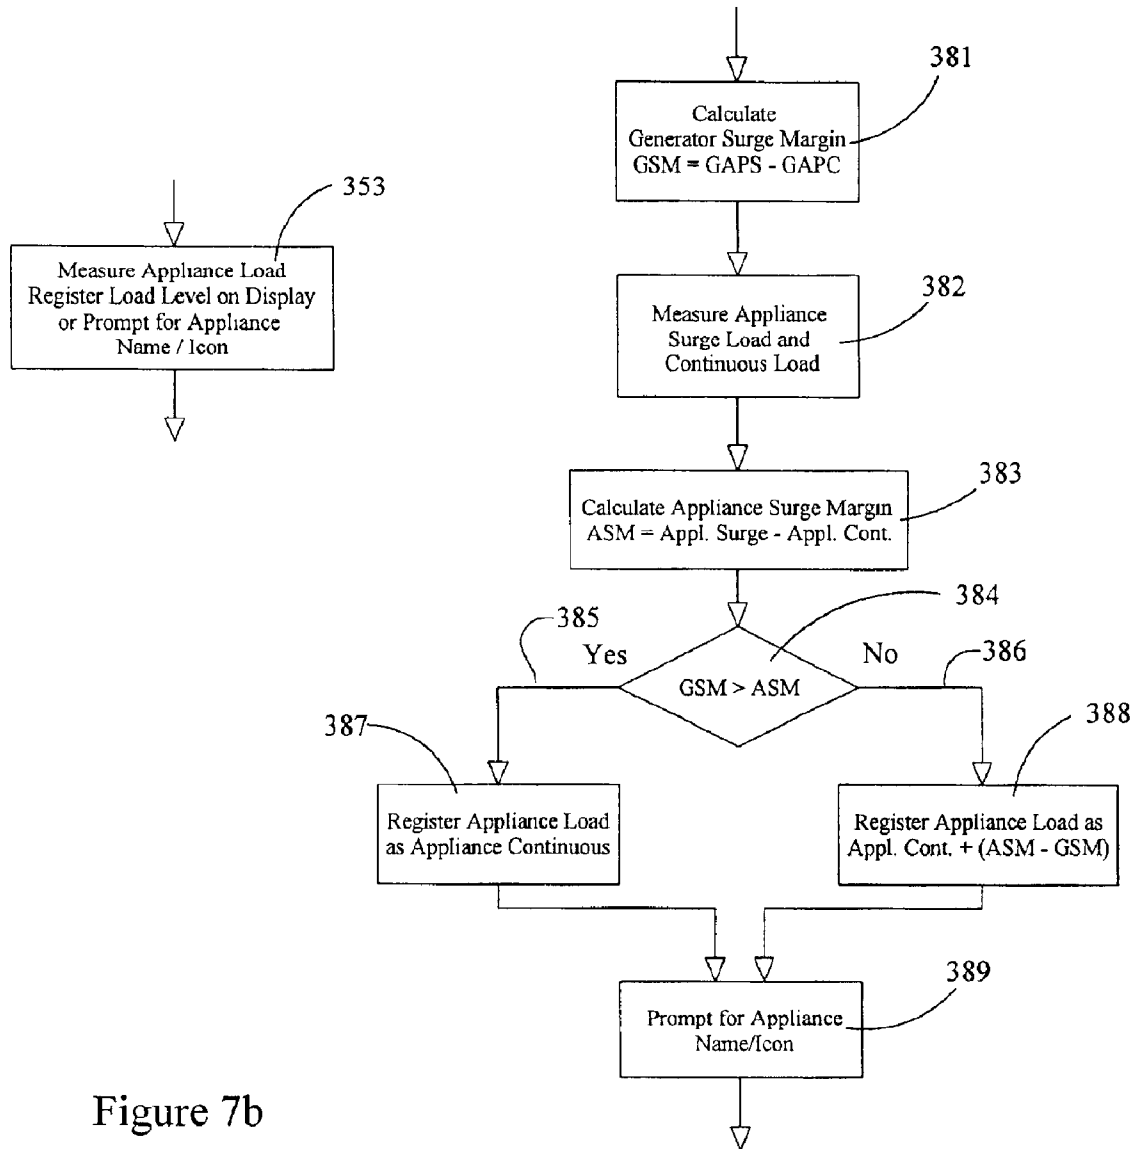 353
Measure Appliance Load
Register Load Level on Display
or Prompt for Appliance
Name / Icon
381
Calculate
Generator Surge Margin
GSM = GAPS - GAPC
382
Measure Appliance
Surge Load and
Continuous Load
383
Calculate Appliance Surge Margin
ASM = Appl. Surge - Appl. Cont.
384
385
Yes
No
386
GSM > ASM
387
388
Register Appliance Load
as Appliance Continuous
Register Appliance Load as
Appl. Cont. + (ASM - GSM)
389
Prompt for Appliance
Name/Icon
Figure 7b